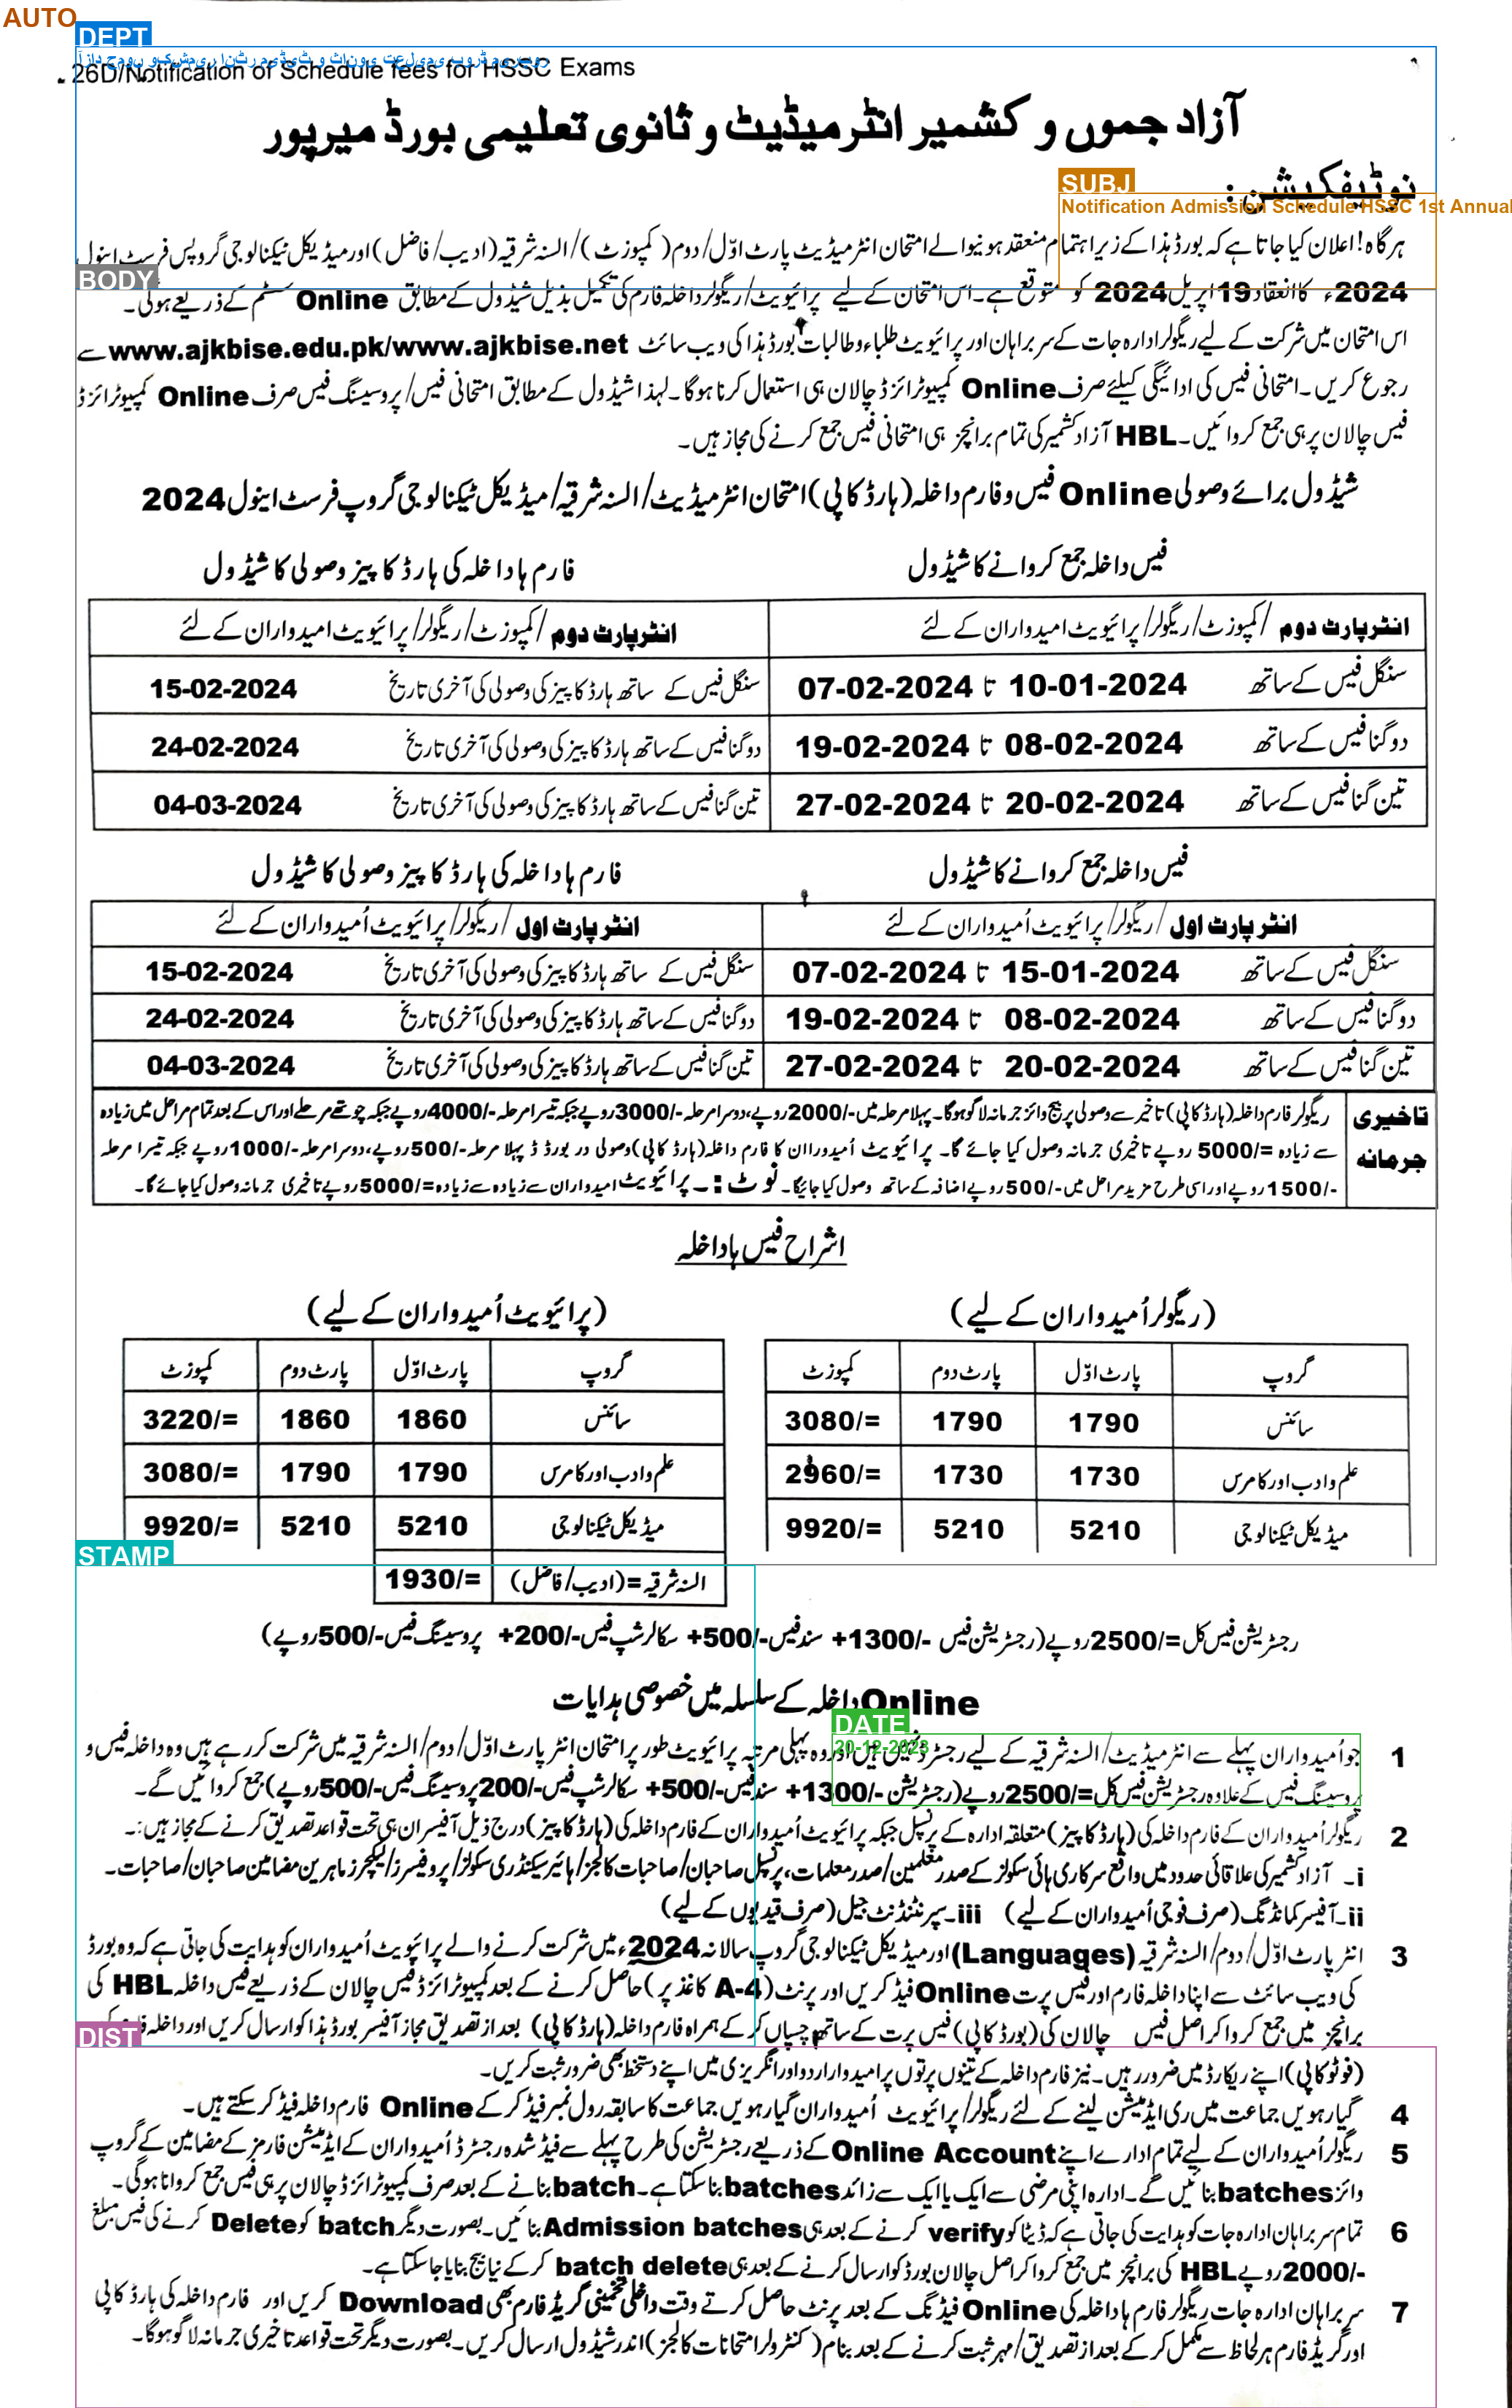 AUTO
DEPT
26D/Notification of Schedule fees for HSSC Exams
آزاد جموں و کشمیر انٹرمیڈیٹ و ثانوی تعلیمی بورڈ میرپور
SUBJ
نوٹیفکیشن:
Notification Admission Schedule HSSC 1st Annual
ہرگاہ! اعلان کیا جاتا ہے کہ بورڈ ہذا کے زیر اہتمام منعقد ہونیوالے امتحان انٹرمیڈیٹ پارٹ اوّل/دوم (کمپوزٹ)/السنہ شرقیہ (ادیب/فاضل) اور میڈیکل ٹیکنالوجی گروپس فرسٹ اینول
BODY
2024ء کا انعقاد 19 اپریل 2024 کو متوقع ہے۔ اس امتحان کے لیے پرائیویٹ/ریگولر داخلہ فارم کی تکمیل بذیل شیڈول کے مطابق Online سسٹم کے ذریعے ہوگی۔
اس امتحان میں شرکت کے لیے ریگولر ادارہ جات کے سربراہان اور پرائیویٹ طلباء و طالبات بورڈ ہذا کی ویب سائٹ www.ajkbise.edu.pk/www.ajkbise.net سے
رجوع کریں۔ امتحانی فیس کی ادائیگی کیلئے صرف Online کمپیوٹرائزڈ چالان ہی استعمال کرنا ہوگا۔ لہذا شیڈول کے مطابق امتحانی فیس/پروسیسنگ فیس صرف Online کمپیوٹرائزڈ
فیس چالان پر ہی جمع کروائیں۔ HBL آزاد کشمیر کی تمام برانچز ہی امتحانی فیس جمع کرنے کی مجاز ہیں۔
شیڈول برائے وصولی Online فیس و فارم داخلہ (ہارڈ کاپی) امتحان انٹرمیڈیٹ/السنہ شرقیہ/میڈیکل ٹیکنالوجی گروپ فرسٹ اینول 2024
فیس داخلہ جمع کروانے کا شیڈول فارم ہا داخلہ کی ہارڈ کاپیز وصولی کا شیڈول
انٹر پارٹ دوم/کمپوزٹ/ریگولر/پرائیویٹ امیدواران کے لئے انٹر پارٹ دوم/کمپوزٹ/ریگولر/پرائیویٹ امیدواران کے لئے
سنگل فیس کے ساتھ 10-01-2024 تا 07-02-2024 سنگل فیس کے ساتھ ہارڈ کاپیز کی وصولی کی آخری تاریخ 15-02-2024
دوگنا فیس کے ساتھ 08-02-2024 تا 19-02-2024 دوگنا فیس کے ساتھ ہارڈ کاپیز کی وصولی کی آخری تاریخ 24-02-2024
تین گنا فیس کے ساتھ 20-02-2024 تا 27-02-2024 تین گنا فیس کے ساتھ ہارڈ کاپیز کی وصولی کی آخری تاریخ 04-03-2024
فیس داخلہ جمع کروانے کا شیڈول فارم ہا داخلہ کی ہارڈ کاپیز وصولی کا شیڈول
انٹر پارٹ اول/ریگولر/پرائیویٹ اُمیدواران کے لئے انٹر پارٹ اول/ریگولر/پرائیویٹ اُمیدواران کے لئے
سنگل فیس کے ساتھ 15-01-2024 تا 07-02-2024 سنگل فیس کے ساتھ ہارڈ کاپیز کی وصولی کی آخری تاریخ 15-02-2024
دوگنا فیس کے ساتھ 08-02-2024 تا 19-02-2024 دوگنا فیس کے ساتھ ہارڈ کاپیز کی وصولی کی آخری تاریخ 24-02-2024
تین گنا فیس کے ساتھ 20-02-2024 تا 27-02-2024 تین گنا فیس کے ساتھ ہارڈ کاپیز کی وصولی کی آخری تاریخ 04-03-2024
تاخیری جرمانہ
ریگولر فارم داخلہ (ہارڈ کاپی) تاخیر سے وصولی پر بیچ وائز جرمانہ لاگو ہوگا۔ پہلا مرحلہ میں -/2000 روپے، دوسرا مرحلہ -/3000 روپے جبکہ تیسرا مرحلہ -/4000 روپے جبکہ چوتھے مرحلے اور اس کے بعد تمام مراحل میں زیادہ
سے زیادہ =/5000 روپے تاخیری جرمانہ وصول کیا جائے گا۔ پرائیویٹ اُمیدوراان کا فارم داخلہ (ہارڈ کاپی) وصولی در بورڈ ڈ پہلا مرحلہ -/500 روپے، دوسرا مرحلہ -/1000 روپے جبکہ تیسرا مرحلہ
-/1500 روپے اور اسی طرح مزید مراحل میں -/500 روپے اضافہ کے ساتھ وصول کیا جائیگا۔ نوٹ:۔ پرائیویٹ امیدواران سے زیادہ سے زیادہ =/5000 روپے تاخیری جرمانہ وصول کیا جائے گا۔
اشراح فیس ہا داخلہ
(ریگولر اُمیدواران کے لیے) (پرائیویٹ اُمیدواران کے لیے)
گروپ پارٹ اوّل پارٹ دوم کمپوزٹ گروپ پارٹ اوّل پارٹ دوم کمپوزٹ
سائنس 1790 1790 3080/= سائنس 1860 1860 3220/=
علم و ادب اور کامرس 1730 1730 2960/= علم و ادب اور کامرس 1790 1790 3080/=
میڈیکل ٹیکنالوجی 5210 5210 9920/= میڈیکل ٹیکنالوجی 5210 5210 9920/=
STAMP
السنہ شرقیہ = (ادیب/فاضل) 1930/=
رجسٹریشن فیس کل =/2500 روپے (رجسٹریشن فیس -/1300+ سند فیس -/500+ سکالرشپ فیس -/200+ پروسیسنگ فیس -/500 روپے)
Online داخلہ کے سلسلہ میں خصوصی ہدایات
DATE
20-12-2023
1 جو اُمیدواران پہلے سے انٹرمیڈیٹ/السنہ شرقیہ کے لیے رجسٹرڈ نہیں ہیں اور وہ پہلی مرتبہ پرائیویٹ طور پر امتحان انٹر پارٹ اوّل/دوم/السنہ شرقیہ میں شرکت کر رہے ہیں وہ داخلہ فیس و
پروسیسنگ فیس کے علاوہ رجسٹریشن فیس کل =/2500 روپے (رجسٹریشن -/1300+ سند فیس -/500+ سکالرشپ فیس -/200 پروسیسنگ فیس -/500 روپے) جمع کروائیں گے۔
2 ریگولر اُمیدواران کے فارم داخلہ کی (ہارڈ کاپیز) متعلقہ ادارہ کے پرنسپل جبکہ پرائیویٹ اُمیدواران کے فارم داخلہ کی (ہارڈ کاپیز) درج ذیل آفیسران ہی تحت قواعد تصدیق کرنے کے مجاز ہیں:۔
i۔ آزاد کشمیر کی علاقائی حدود میں واقع سرکاری ہائی سکولز کے صدر معلمین/صدر معلمات، پرنسپل صاحبان/صاحبات کالجز/ہائیر سیکنڈری سکولز/پروفیسرز/لیکچرز ماہرین مضامین صاحبان/صاحبات۔
ii۔ آفیسر کمانڈنگ (صرف فوجی اُمیدواران کے لیے) iii۔ سپرنٹنڈنٹ جیل (صرف قیدیوں کے لیے)
3 انٹر پارٹ اوّل/دوم/السنہ شرقیہ (Languages) اور میڈیکل ٹیکنالوجی گروپ سالانہ 2024ء میں شرکت کرنے والے پرائیویٹ اُمیدواران کو ہدایت کی جاتی ہے کہ وہ بورڈ
کی ویب سائٹ سے اپنا داخلہ فارم اور فیس پرت Online فیڈ کریں اور پرنٹ (A-4 کاغذ پر) حاصل کرنے کے بعد کمپیوٹرائزڈ فیس چالان کے ذریعے فیس داخلہ HBL کی
برانچز میں جمع کروا کر اصل فیس چالان کی (بورڈ کاپی) فیس پرت کے ساتھ چسپاں کر کے ہمراہ فارم داخلہ (ہارڈ کاپی) بعد از تصدیق مجاز آفیسر بورڈ ہذا کو ارسال کریں اور داخلہ
DIST
(فوٹو کاپی) اپنے ریکارڈ میں ضرور رہیں۔ نیز فارم داخلہ کے تینوں پرتوں پر امیدوار اردو اور انگریزی میں اپنے دستخط بھی ضرور ثبت کریں۔
4 گیارہویں جماعت میں ری ایڈمیشن لینے کے لئے ریگولر/پرائیویٹ اُمیدواران گیارہویں جماعت کا سابقہ رول نمبر فیڈ کر کے Online فارم داخلہ فیڈ کر سکتے ہیں۔
5 ریگولر اُمیدواران کے لیے تمام ادارے اپنے Online Account کے ذریعے رجسٹریشن کی طرح پہلے سے فیڈ شدہ رجسٹرڈ اُمیدواران کے ایڈمیشن فارمز کے مضامین کے گروپ
وائز batches بنائیں گے۔ ادارہ اپنی مرضی سے ایک یا ایک سے زائد batches بنا سکتا ہے۔ batch بنانے کے بعد صرف کمپیوٹرائزڈ چالان پر ہی فیس جمع کروانا ہوگی۔
6 تمام سربراہان ادارہ جات کو ہدایت کی جاتی ہے کہ ڈیٹا کو verify کرنے کے بعد ہی Admission batches بنائیں۔ بصورت دیگر batch کو Delete کرنے کی فیس مبلغ
-/2000 روپے HBL کی برانچز میں جمع کروا کر اصل چالان بورڈ کو ارسال کرنے کے بعد ہی batch delete کر کے نیا بیچ بنایا جا سکتا ہے۔
7 سربراہان ادارہ جات ریگولر فارم ہا داخلہ کی Online فیڈنگ کے بعد پرنٹ حاصل کرتے وقت داخلی تخمینی گریڈ فارم بھی Download کریں اور فارم داخلہ کی ہارڈ کاپی
اور گریڈ فارم ہر لحاظ سے مکمل کر کے بعد از تصدیق/مہر ثبت کرنے کے بعد بنام (کنٹرولر امتحانات کالجز) اندر شیڈول ارسال کریں۔ بصورت دیگر تحت قواعد تاخیری جرمانہ لاگو ہوگا۔